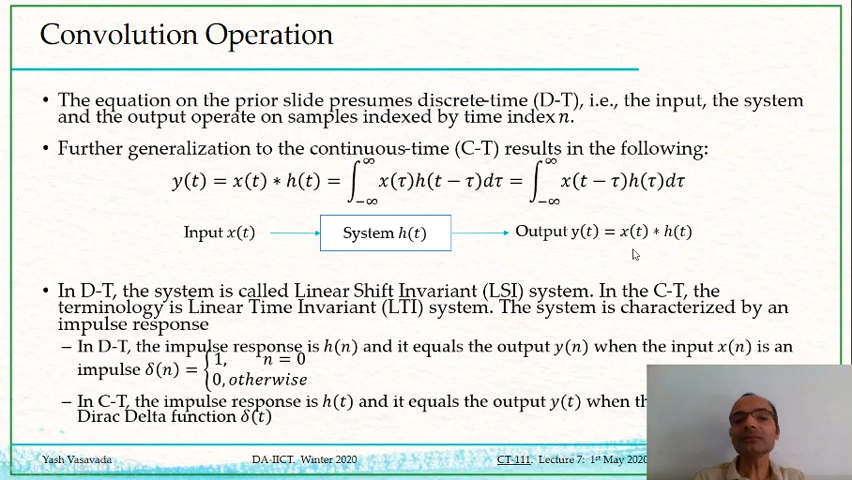 Convolution Operation
• The equation on the prior slide presumes discrete-time (D-T), i.e., the input, the system
and the output operate on samples indexed by time index n.
• Further generalization to the continuous-time (C-T) results in the following:
y(t) = x(t) ∗ h(t) = ∫_{−∞}^{∞} x(τ)h(t − τ)dτ = ∫_{−∞}^{∞} x(t − τ)h(τ)dτ
Input x(t) System h(t) Output y(t) = x(t) ∗ h(t)
• In D-T, the system is called Linear Shift Invariant (LSI) system. In the C-T, the
terminology is Linear Time Invariant (LTI) system. The system is characterized by an
impulse response
– In D-T, the impulse response is h(n) and it equals the output y(n) when the input x(n) is an
impulse δ(n) = { 1, n = 0
0, otherwise
– In C-T, the impulse response is h(t) and it equals the output y(t) when
Dirac Delta function δ(t)
Yash Vasavada DA-IICT. Winter 2020 CT-111. Lecture 7: 1st May 2020